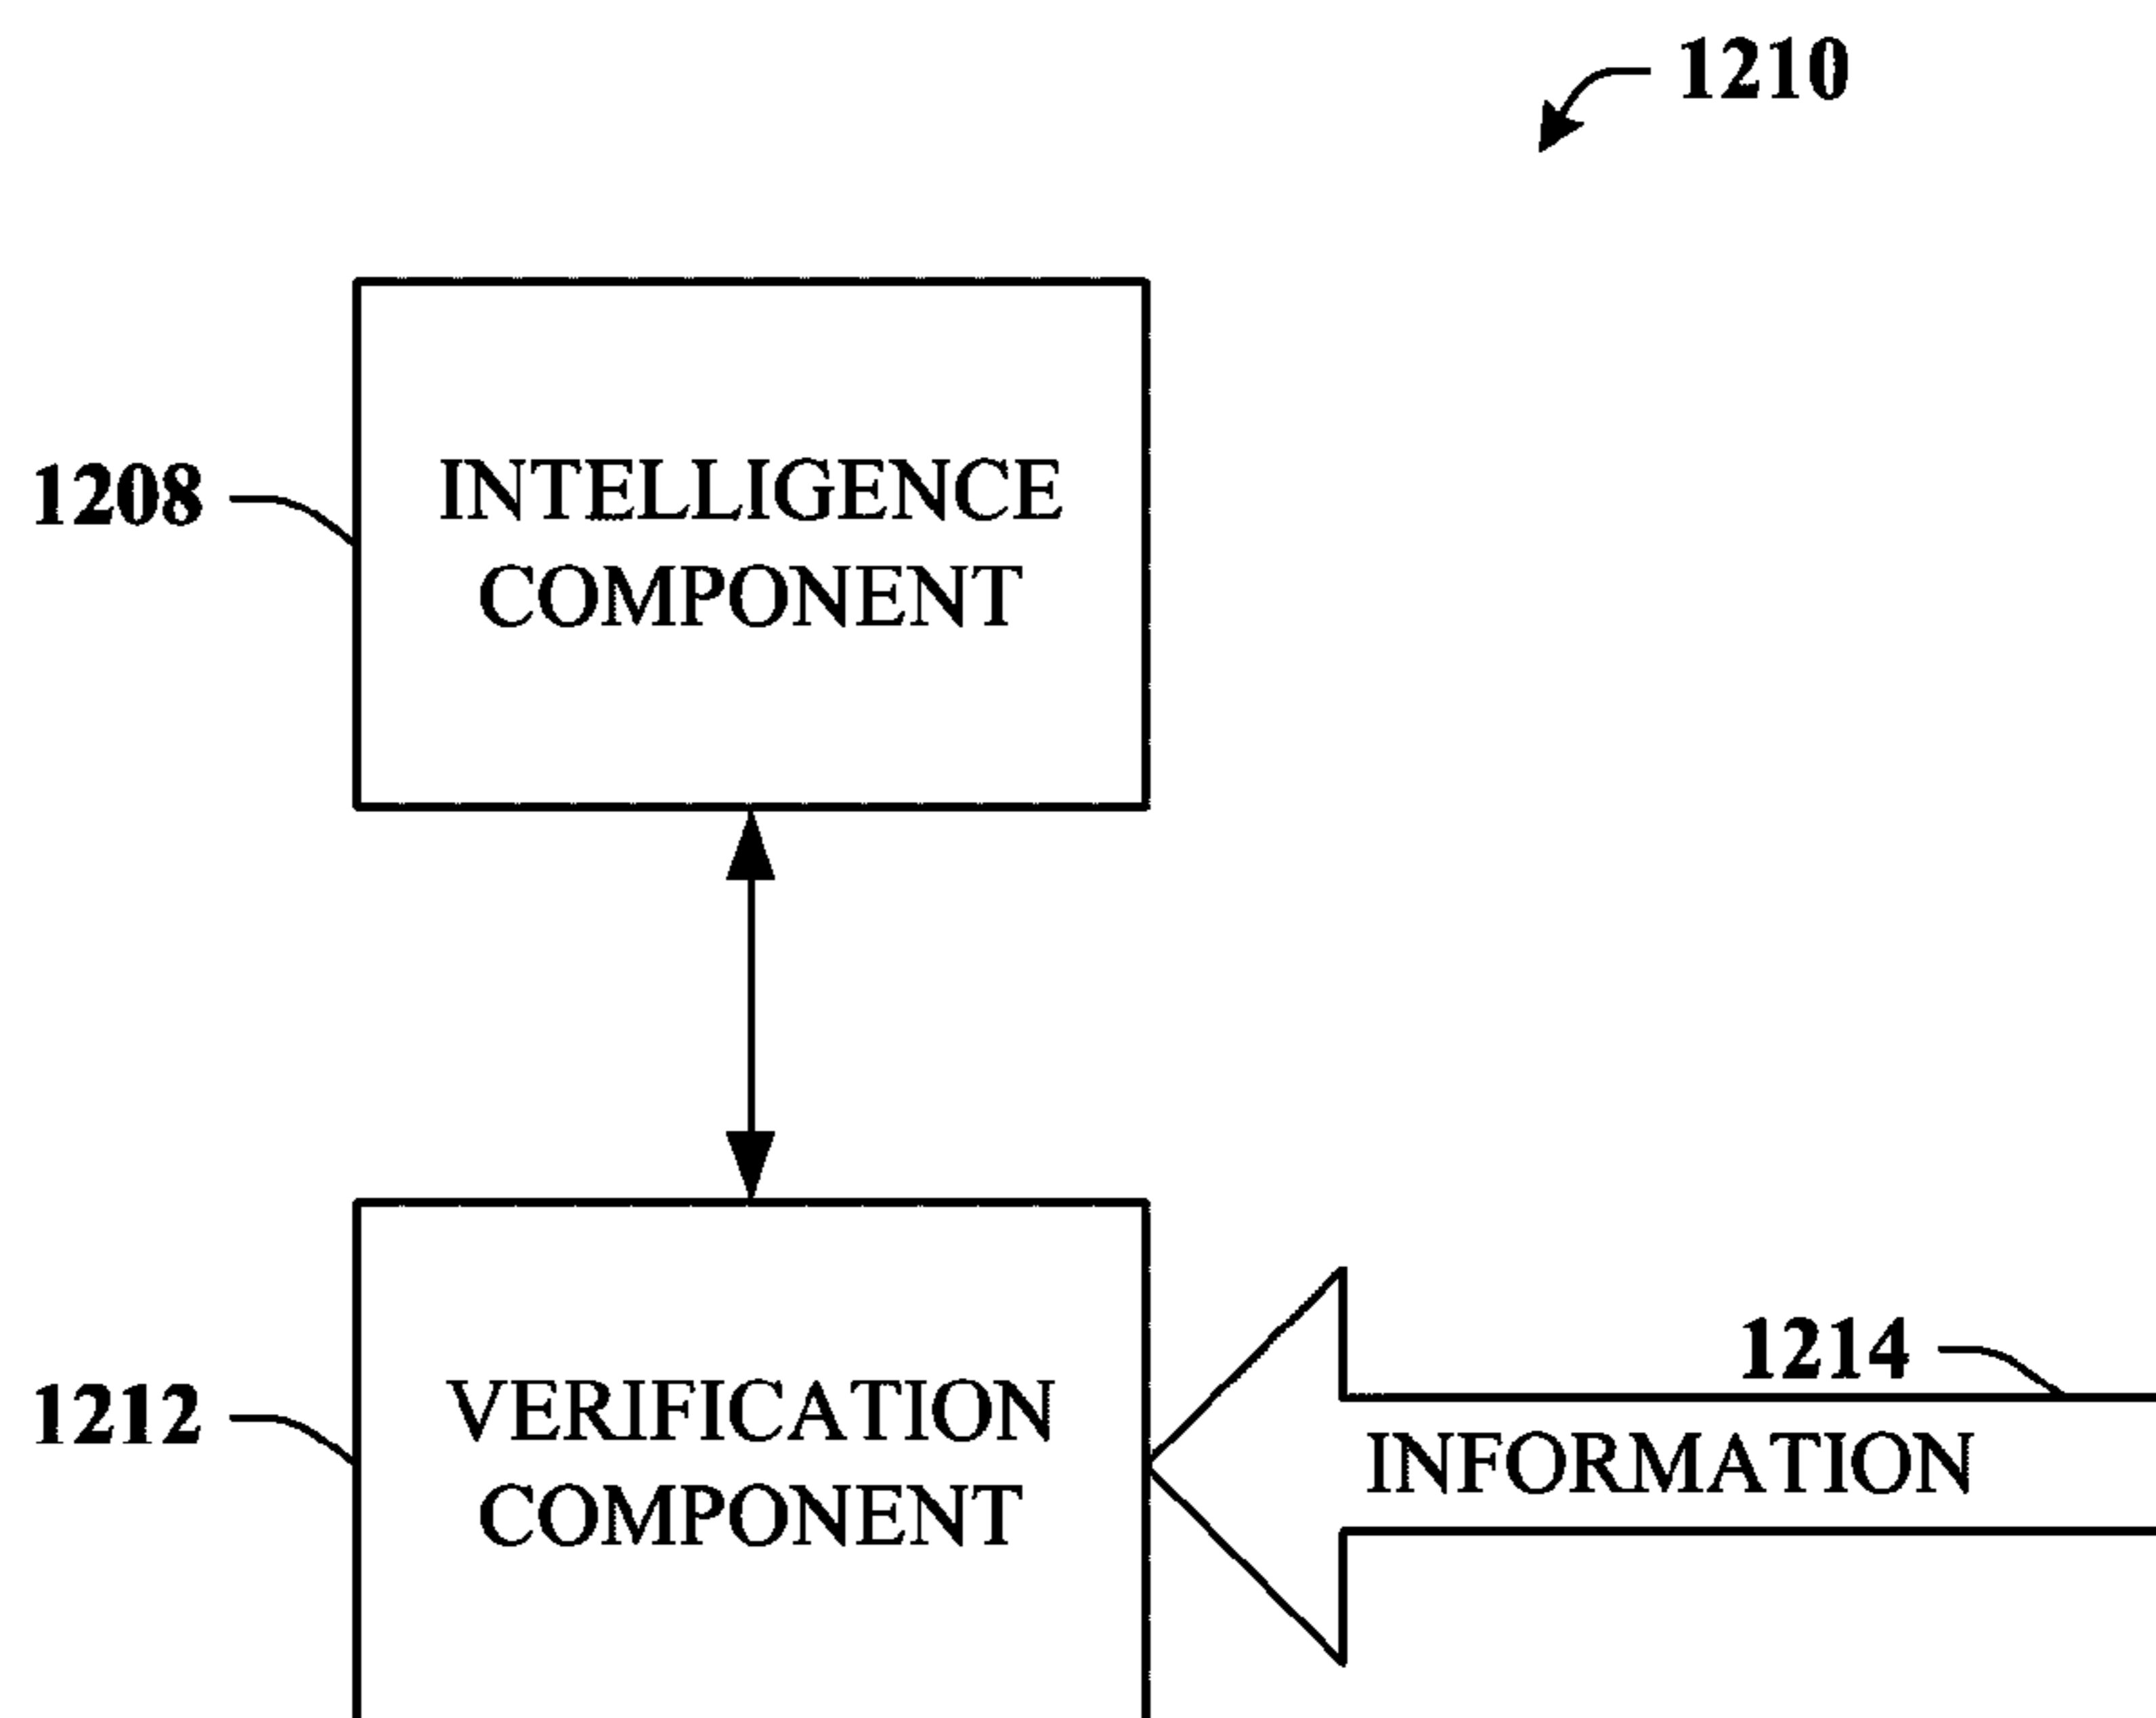 1210
1208
INTELLIGENCE
COMPONENT
1212
VERIFICATION
COMPONENT
1214
INFORMATION